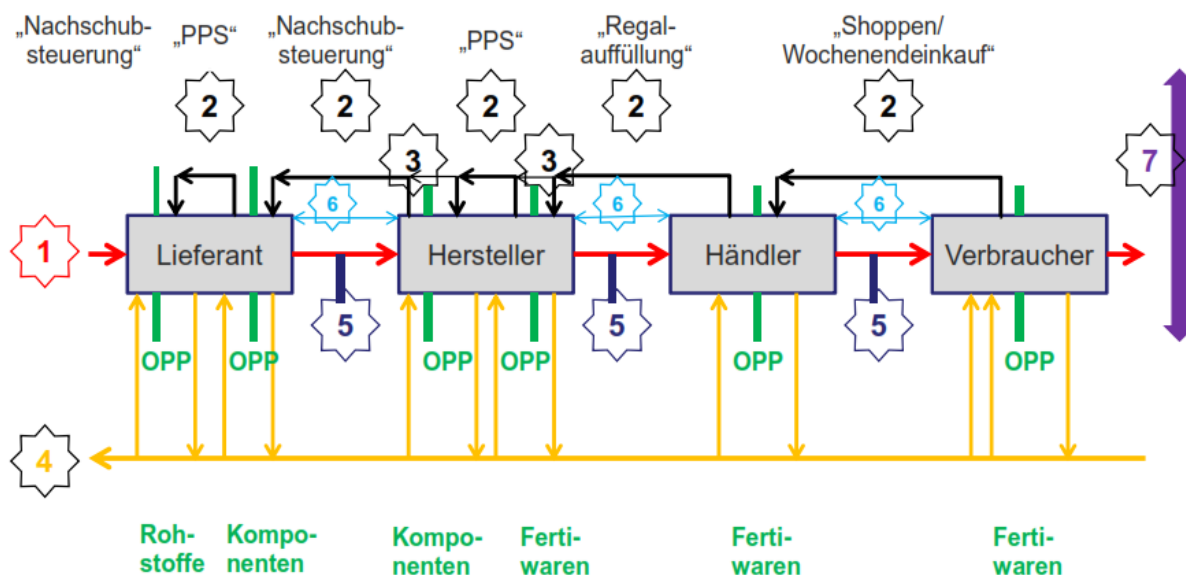 „Nachschub-
steuerung“
„PPS“
„Nachschub-
steuerung“
„PPS“
„Regal-
auffüllung“
„Shoppen/
Wochenendeinkauf“
2
2
2
2
2
3
3
7
6
6
6
1
Lieferant
Hersteller
Händler
Verbraucher
5
5
5
OPP
OPP
OPP
OPP
OPP
OPP
4
Roh-
stoffe
Kompo-
nenten
Kompo-
nenten
Ferti-
waren
Ferti-
waren
Ferti-
waren